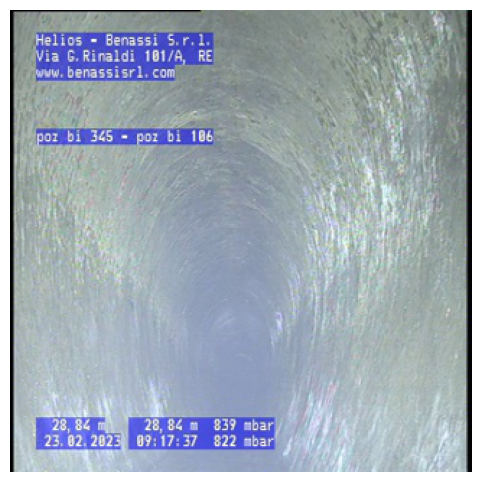 Helios - Benassi S.r.l.
Via G.Rinaldi 101/A, RE
www.benassisrl.com
poz bi 345 - poz bi 106
28,84 m 28,84 m 839 mbar
23.02.2023 09:17:37 822 mbar